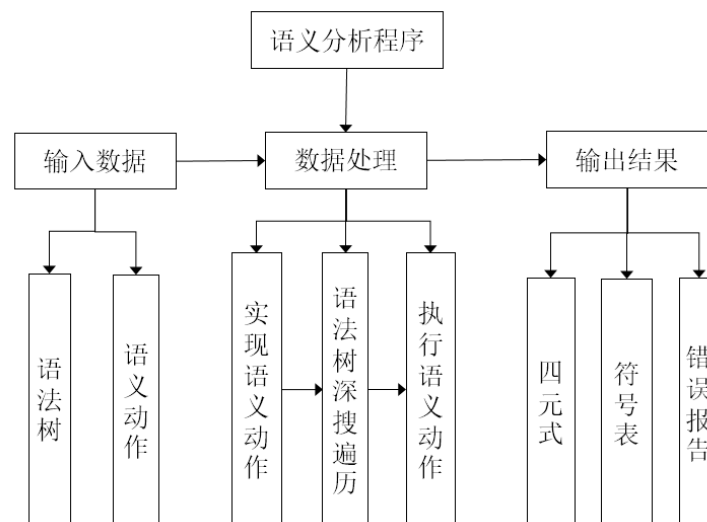 语义分析程序
输入数据
数据处理
输出结果
语法树
语义动作
实现语义动作
语法树深搜遍历
执行语义动作
四元式
符号表
错误报告